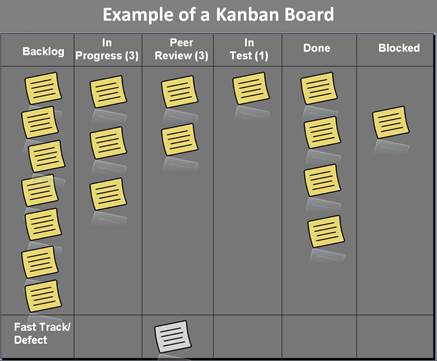 Example of a Kanban Board
Backlog
In
Progress (3)
Peer
Review (3)
In
Test (1)
Done
Blocked
Fast Track/
Defect